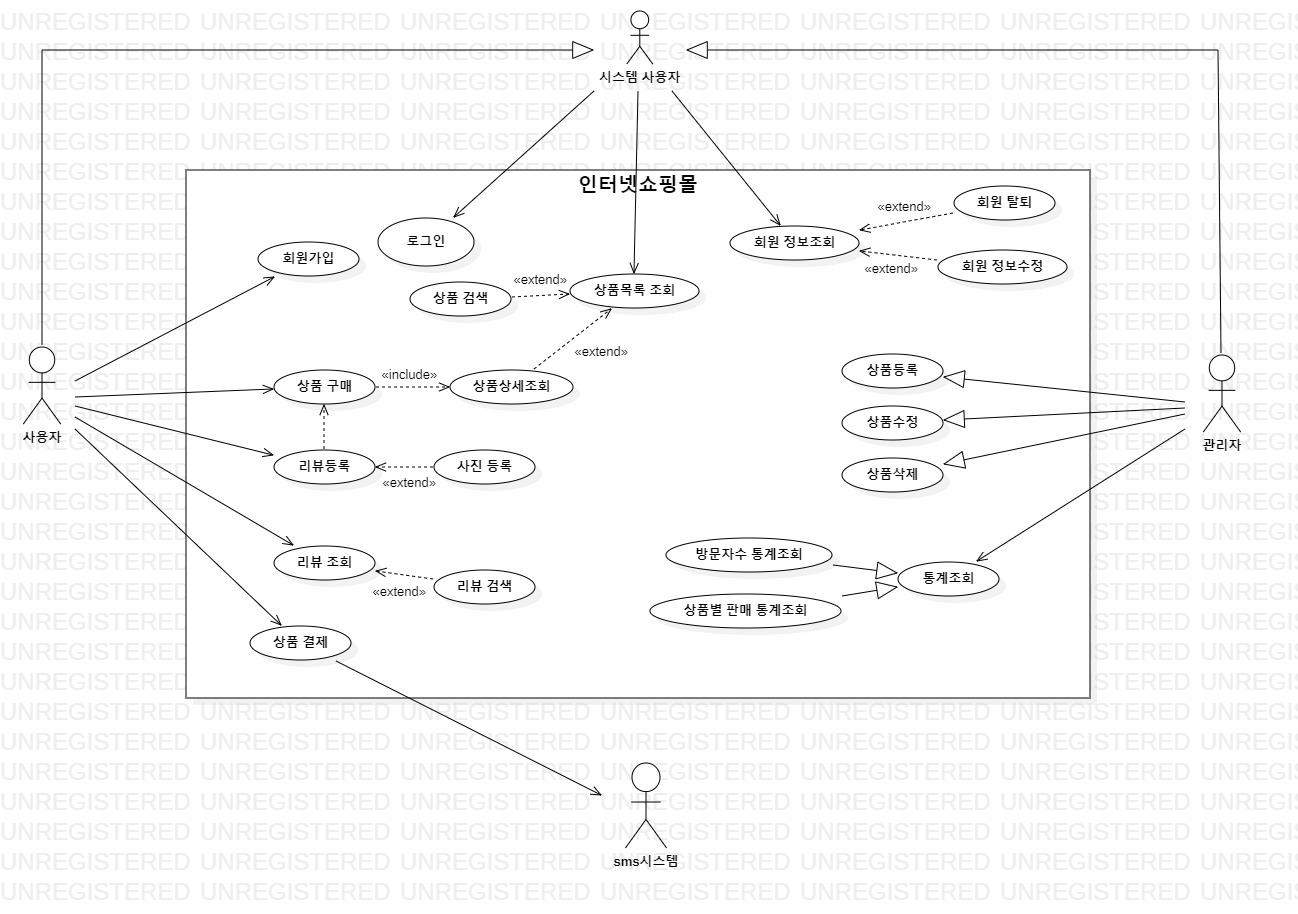 시스템 사용자
인터넷쇼핑몰
회원 탈퇴
«extend»
로그인
회원 정보조회
회원가입
«extend»
회원 정보수정
«extend»
상품 검색
상품목록 조회
«extend»
상품등록
«include»
상품 구매
상품상세조회
상품수정
사용자
관리자
리뷰등록
사진 등록
상품삭제
«extend»
방문자수 통계조회
리뷰 조회
통계조회
리뷰 검색
«extend»
상품별 판매 통계조회
상품 결제
sms시스템
UNREGISTERED